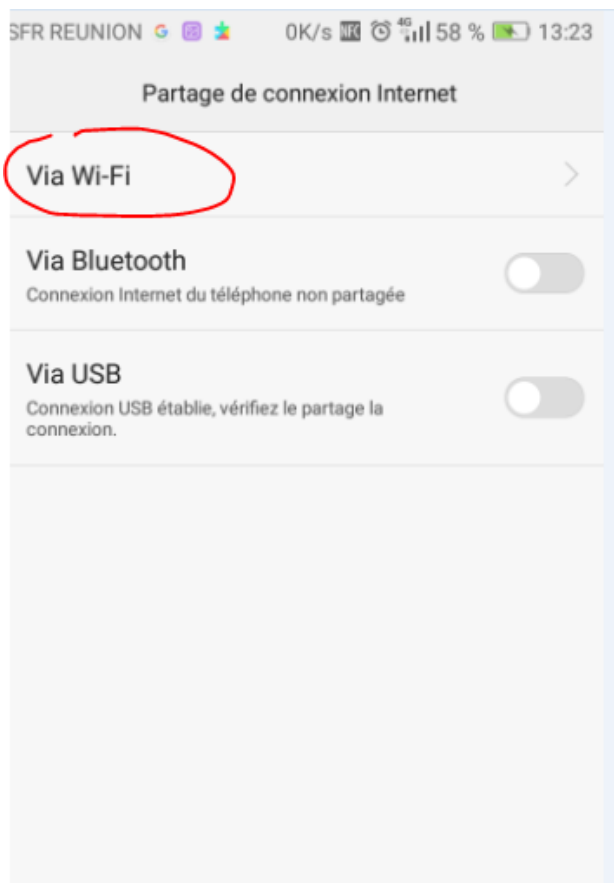 SFR REUNION 0K/s NFC 4G 58 % 13:23
Partage de connexion Internet
Via Wi-Fi
Via Bluetooth
Connexion Internet du téléphone non partagée
Via USB
Connexion USB établie, vérifiez le partage la
connexion.